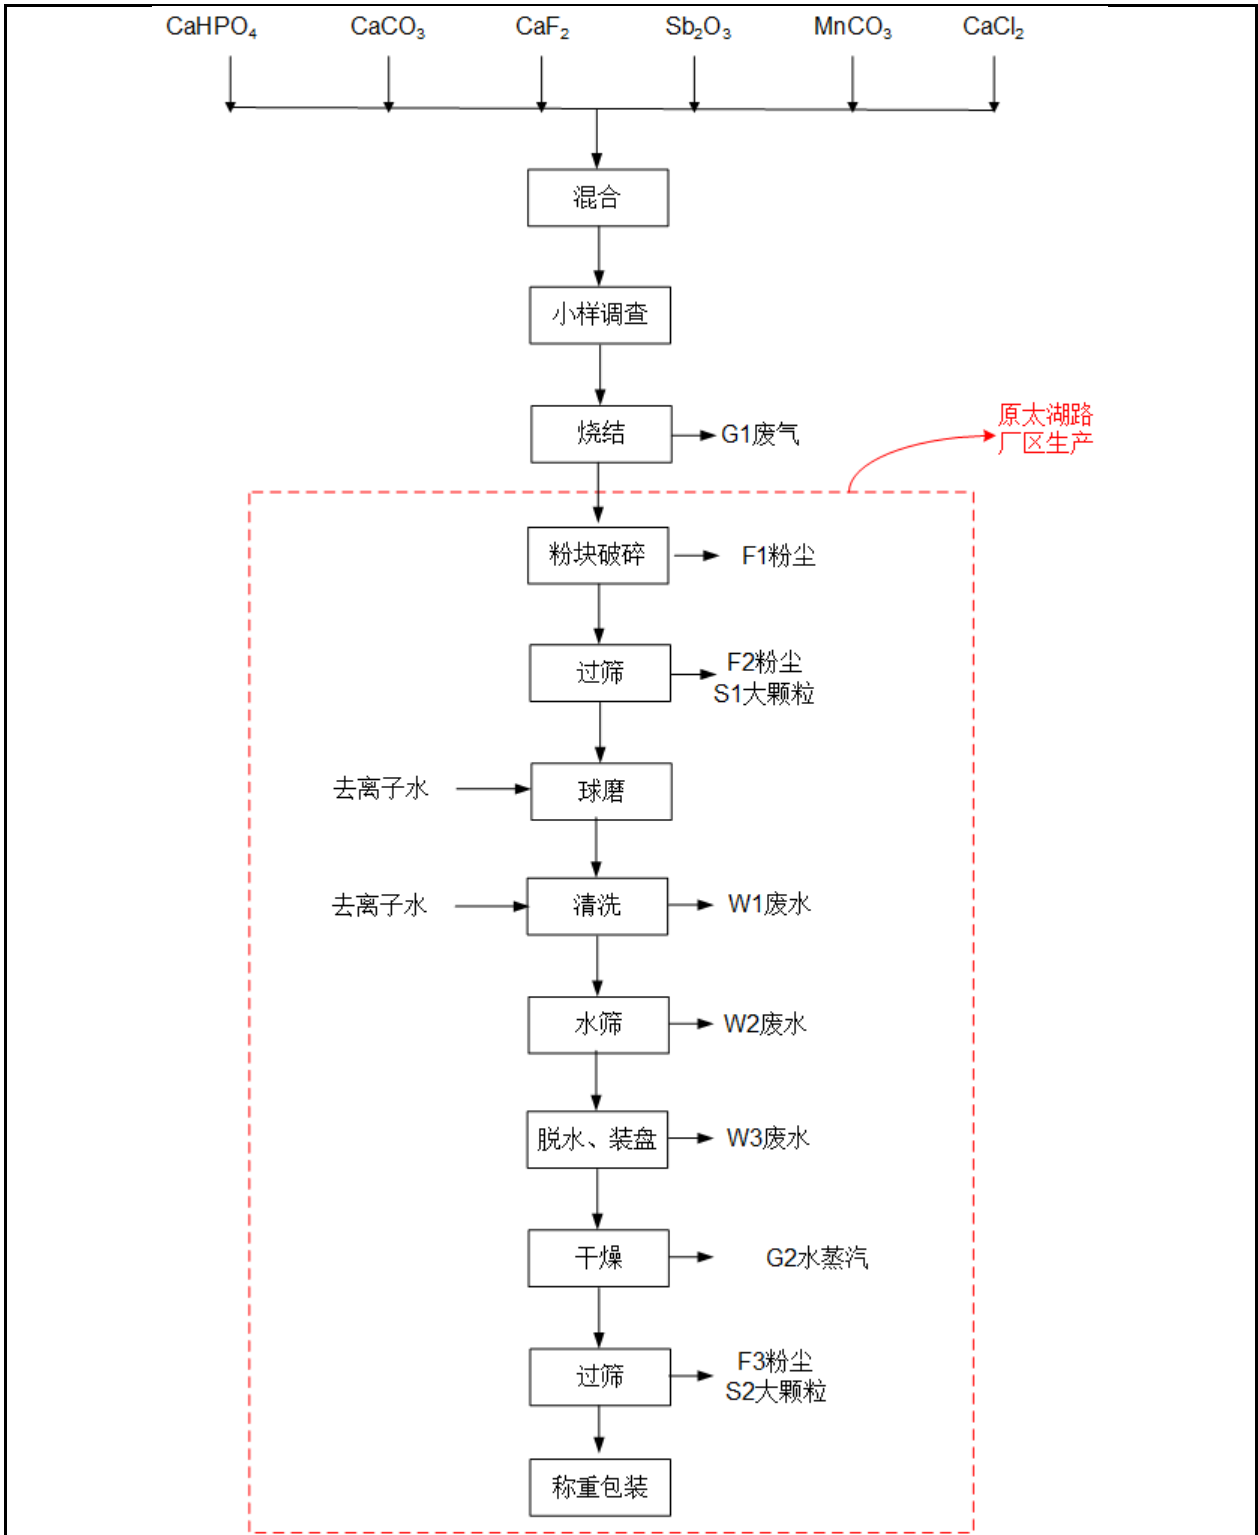 CaHPO₄ CaCO₃ CaF₂ Sb₂O₃ MnCO₃ CaCl₂
混合
小样调查
烧结 G1废气
原太湖路
厂区生产
粉块破碎 F1粉尘
过筛 F2粉尘
S1大颗粒
去离子水 球磨
去离子水 清洗 W1废水
水筛 W2废水
脱水、装盘 W3废水
干燥 G2水蒸汽
过筛 F3粉尘
S2大颗粒
称重包装